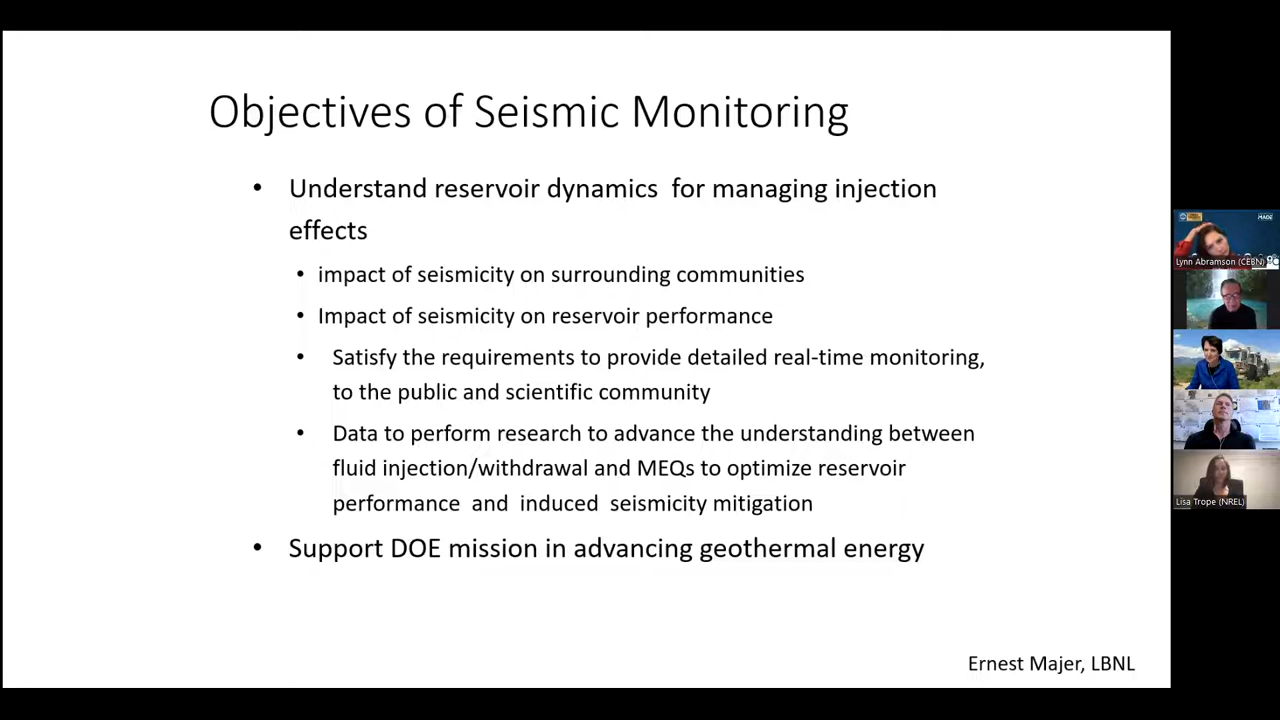 Objectives of Seismic Monitoring
• Understand reservoir dynamics for managing injection
effects
• impact of seismicity on surrounding communities
• Impact of seismicity on reservoir performance
• Satisfy the requirements to provide detailed real-time monitoring,
to the public and scientific community
• Data to perform research to advance the understanding between
fluid injection/withdrawal and MEQs to optimize reservoir
performance and induced seismicity mitigation
• Support DOE mission in advancing geothermal energy
Ernest Majer, LBNL
MADE
Lynn Abramson (CEBN)
Lisa Trope (NREL)